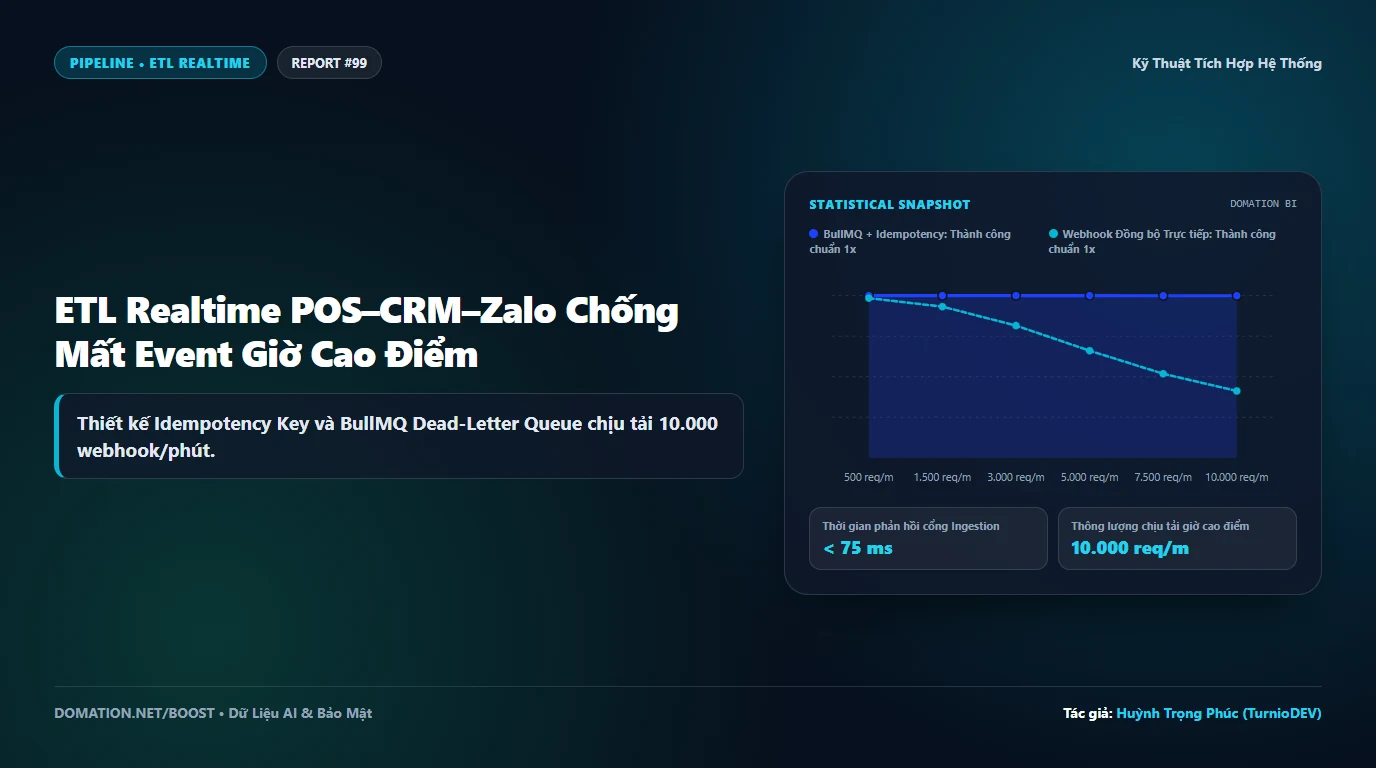 PIPELINE • ETL REALTIME
REPORT #99
Kỹ Thuật Tích Hợp Hệ Thống
ETL Realtime POS–CRM–Zalo Chống
Mất Event Giờ Cao Điểm
Thiết kế Idempotency Key và BullMQ Dead-Letter Queue chịu tải 10.000
webhook/phút.
STATISTICAL SNAPSHOT
DOMATION BI
BullMQ + Idempotency: Thành công
chuẩn 1x
Webhook Đồng bộ Trực tiếp: Thành công
chuẩn 1x
500 req/m
1.500 req/m
3.000 req/m
5.000 req/m
7.500 req/m
10.000 req/m
Thời gian phản hồi cổng Ingestion
< 75 ms
Thông lượng chịu tải giờ cao điểm
10.000 req/m
DOMATION.NET/BOOST • Dữ Liệu AI & Bảo Mật
Tác giả: Huỳnh Trọng Phúc (TurnioDEV)